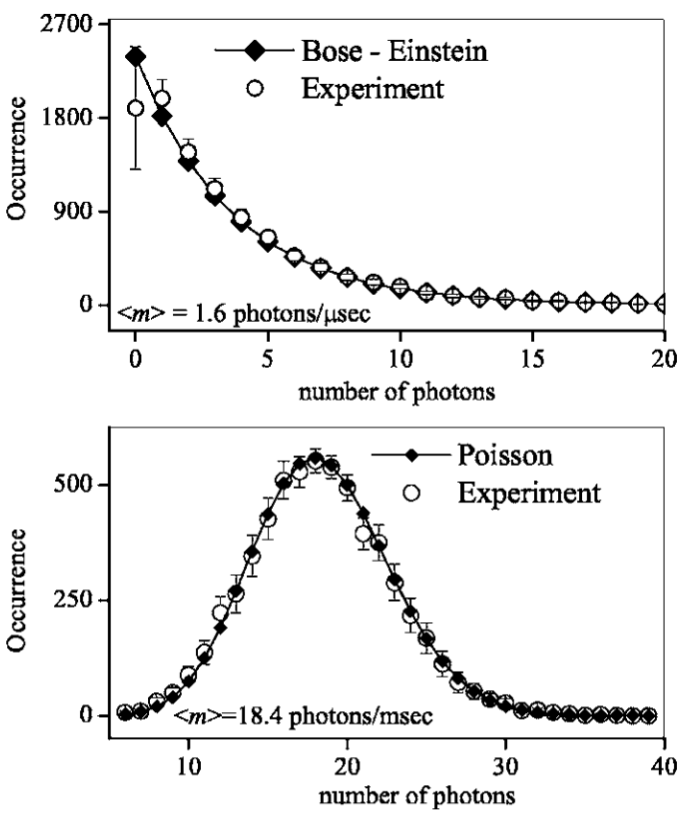 2700
1800
900
0
Occurrence
Bose - Einstein
Experiment
<m> = 1.6 photons/μsec
0 5 10 15 20
number of photons
500
250
0
Occurrence
Poisson
Experiment
<m>=18.4 photons/msec
10 20 30 40
number of photons